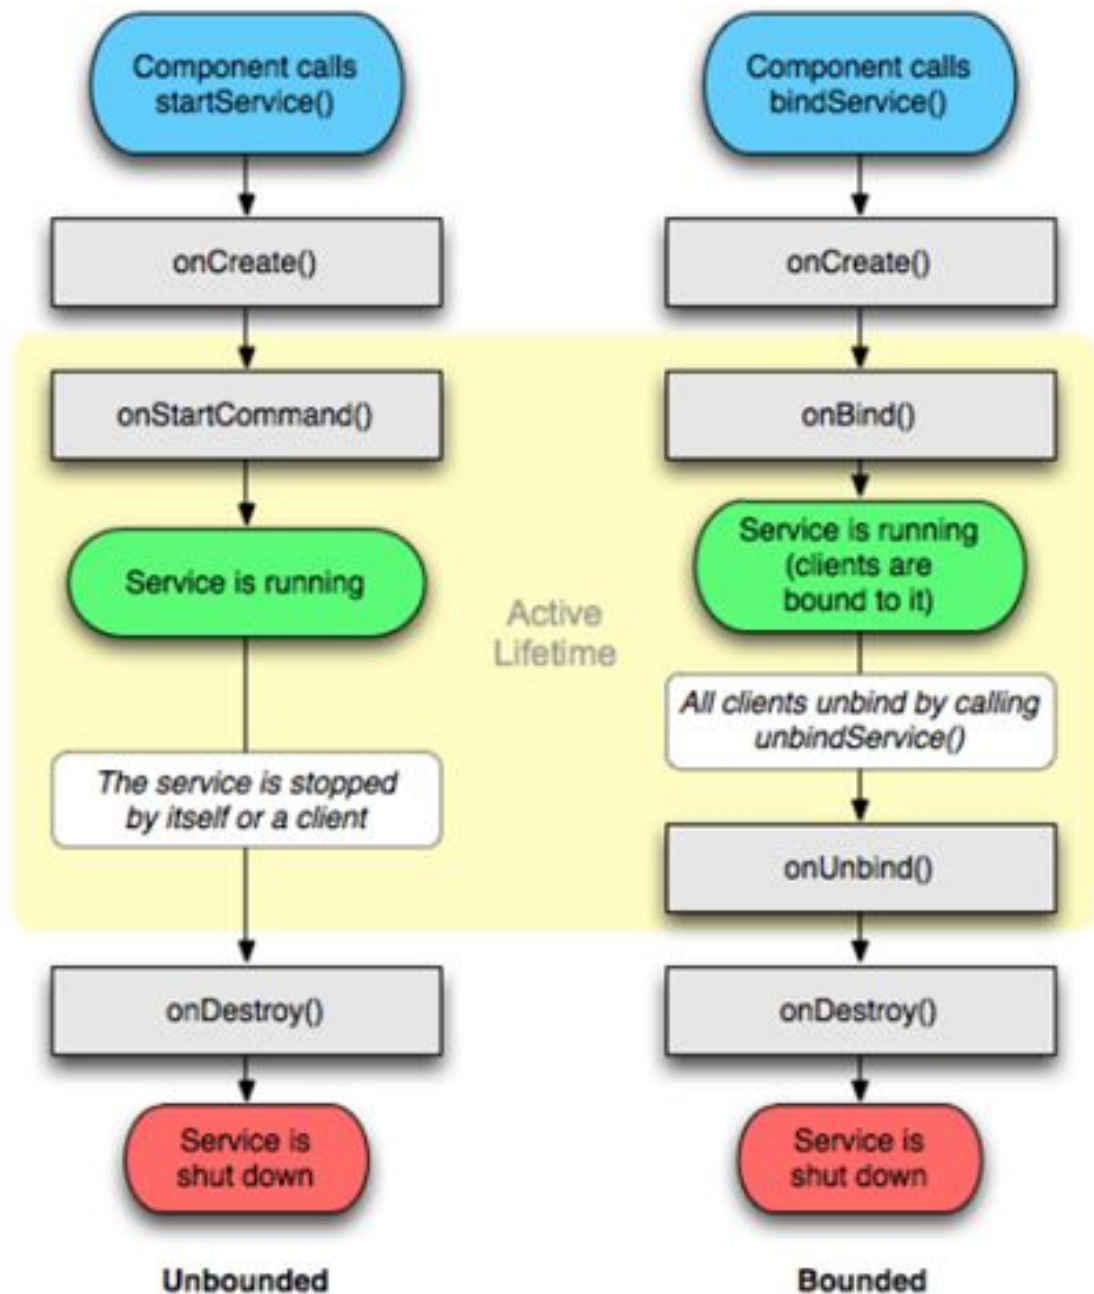 Component calls
startService()
onCreate()
onStartCommand()
Service is running
The service is stopped
by itself or a client
onDestroy()
Service is
shut down
Unbounded
Active
Lifetime
Component calls
bindService()
onCreate()
onBind()
Service is running
(clients are
bound to it)
All clients unbind by calling
unbindService()
onUnbind()
onDestroy()
Service is
shut down
Bounded